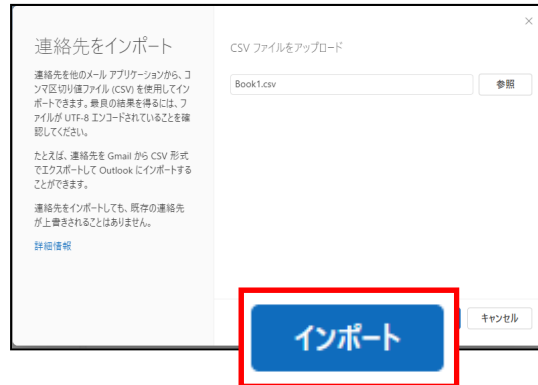 連絡先をインポート
連絡先を他のメール アプリケーションから、コ
ンマ区切り値ファイル (CSV) を使用してイン
ポートできます。最良の結果を得るには、フ
ァイルが UTF-8 エンコードされていることを確
認してください。
たとえば、連絡先を Gmail から CSV 形式
でエクスポートして Outlook にインポートする
ことができます。
連絡先をインポートしても、既存の連絡先
が上書きされることはありません。
詳細情報
CSV ファイルをアップロード
Book1.csv
参照
インポート
キャンセル